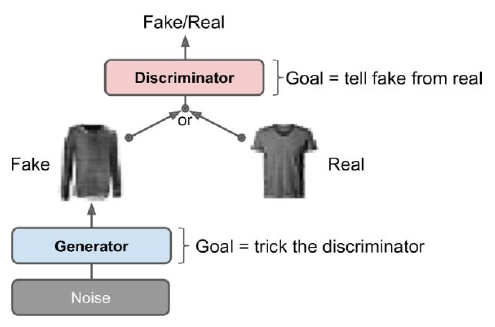 Fake/Real
Discriminator
Goal = tell fake from real
or
Fake
Real
Generator
Goal = trick the discriminator
Noise